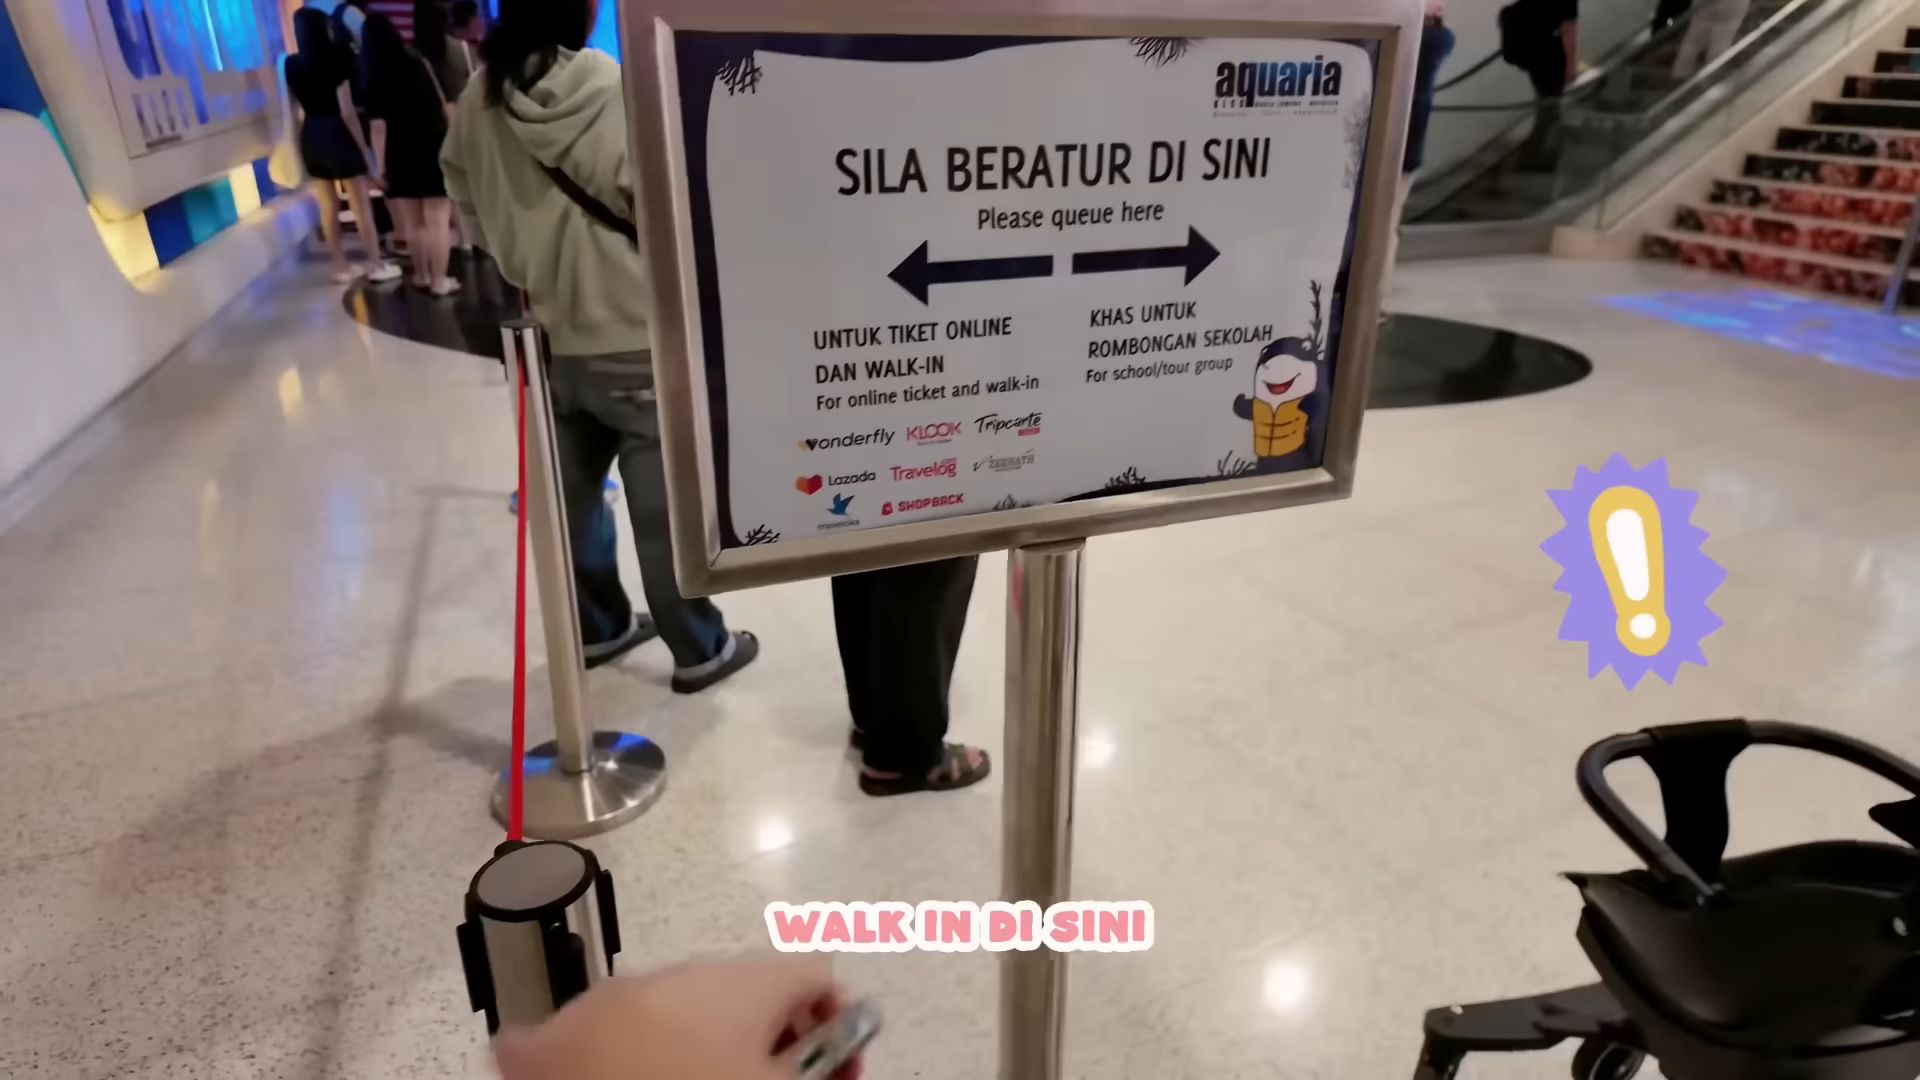 aquaria
SILA BERATUR DI SINI
Please queue here
UNTUK TIKET ONLINE
DAN WALK-IN
For online ticket and walk-in
wonderfly KLOOK Tripcarte
Lazada Travelog
SHOPBACK
KHAS UNTUK
ROMBONGAN SEKOLAH
For school/tour group
WALK IN DI SINI